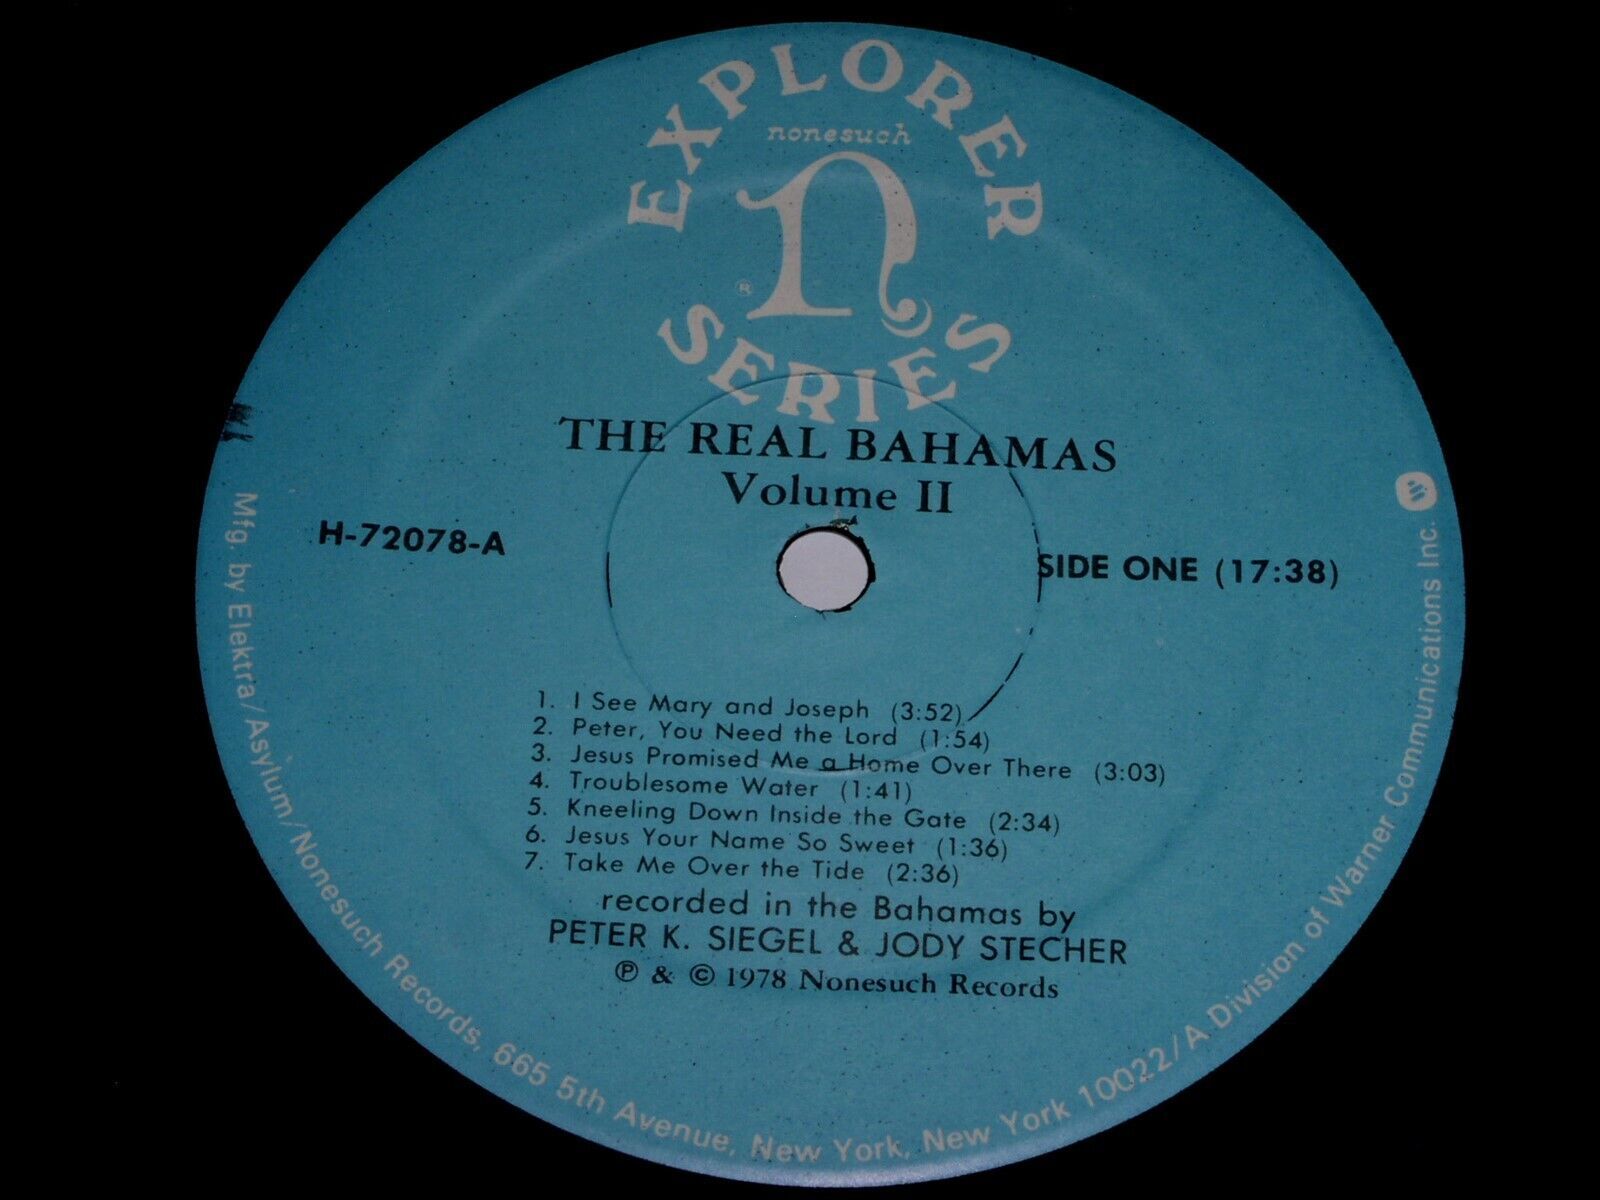 EXPLORER
nonesuch
n
®
SERIES
THE REAL BAHAMAS
Volume II
H-72078-A
SIDE ONE (17:38)
1. I See Mary and Joseph (3:52)
2. Peter, You Need the Lord (1:54)
3. Jesus Promised Me a Home Over There (3:03)
4. Troublesome Water (1:41)
5. Kneeling Down Inside the Gate (2:34)
6. Jesus Your Name So Sweet (1:36)
7. Take Me Over the Tide (2:36)
recorded in the Bahamas by
PETER K. SIEGEL & JODY STECHER
℗ & © 1978 Nonesuch Records
Mfg. by Elektra/Asylum/Nonesuch Records, 665 5th Avenue, New York, New York 10022/A Division of Warner Communications Inc.